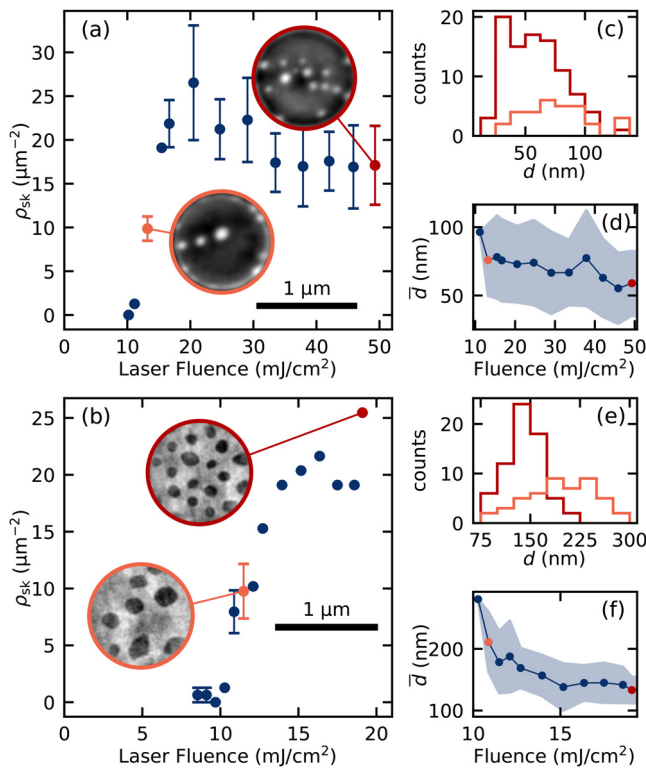 (a)
ρsk (μm⁻²)
30
25
20
15
10
5
0
1 μm
0 10 20 30 40 50
Laser Fluence (mJ/cm²)
(c)
counts
20
10
0
50 100
d (nm)
(d)
d̅ (nm)
100
50
10 20 30 40 50
Fluence (mJ/cm²)
(b)
ρsk (μm⁻²)
25
20
15
10
5
0
1 μm
0 5 10 15 20
Laser Fluence (mJ/cm²)
(e)
counts
20
10
0
75 150 225 300
d (nm)
(f)
d̅ (nm)
200
100
10 15
Fluence (mJ/cm²)